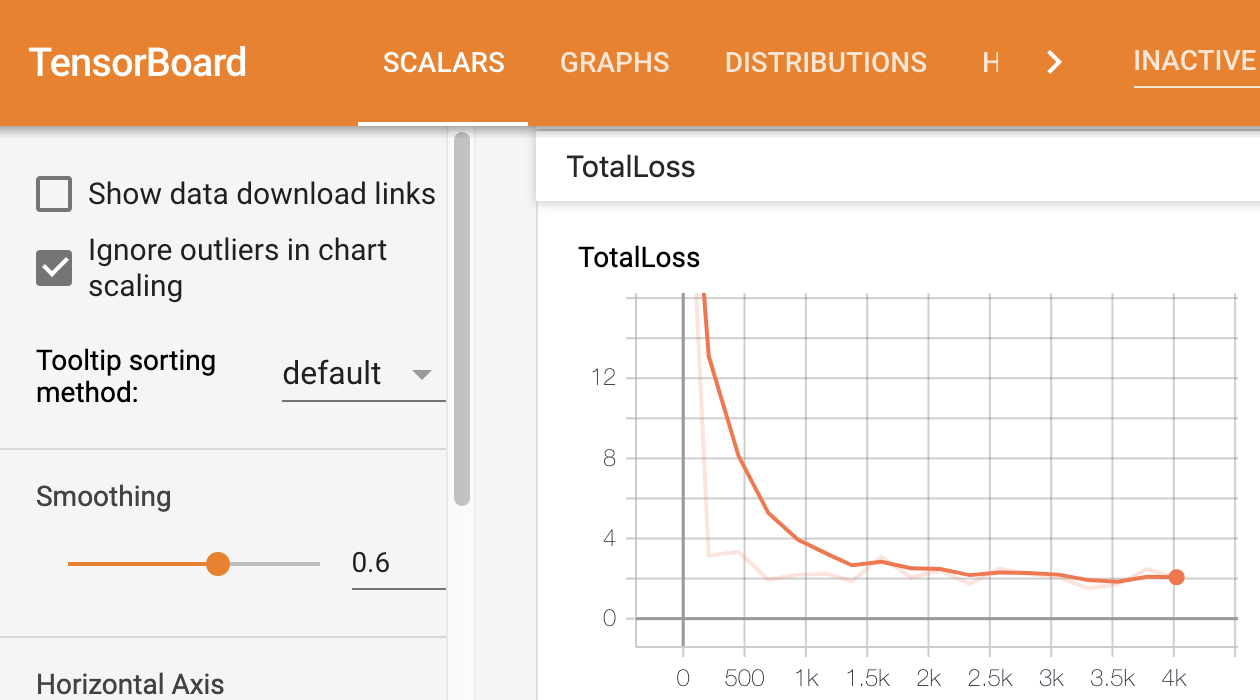 TensorBoard
SCALARS GRAPHS DISTRIBUTIONS H INACTIVE
Show data download links
Ignore outliers in chart
scaling
Tooltip sorting
method:
default
Smoothing
0.6
Horizontal Axis
TotalLoss
TotalLoss
12
8
4
0
0 500 1k 1.5k 2k 2.5k 3k 3.5k 4k